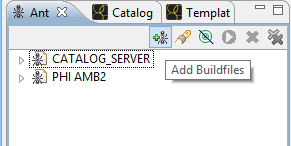 Ant Catalog Templat
Add Buildfiles
CATALOG_SERVER
PHI AMB2